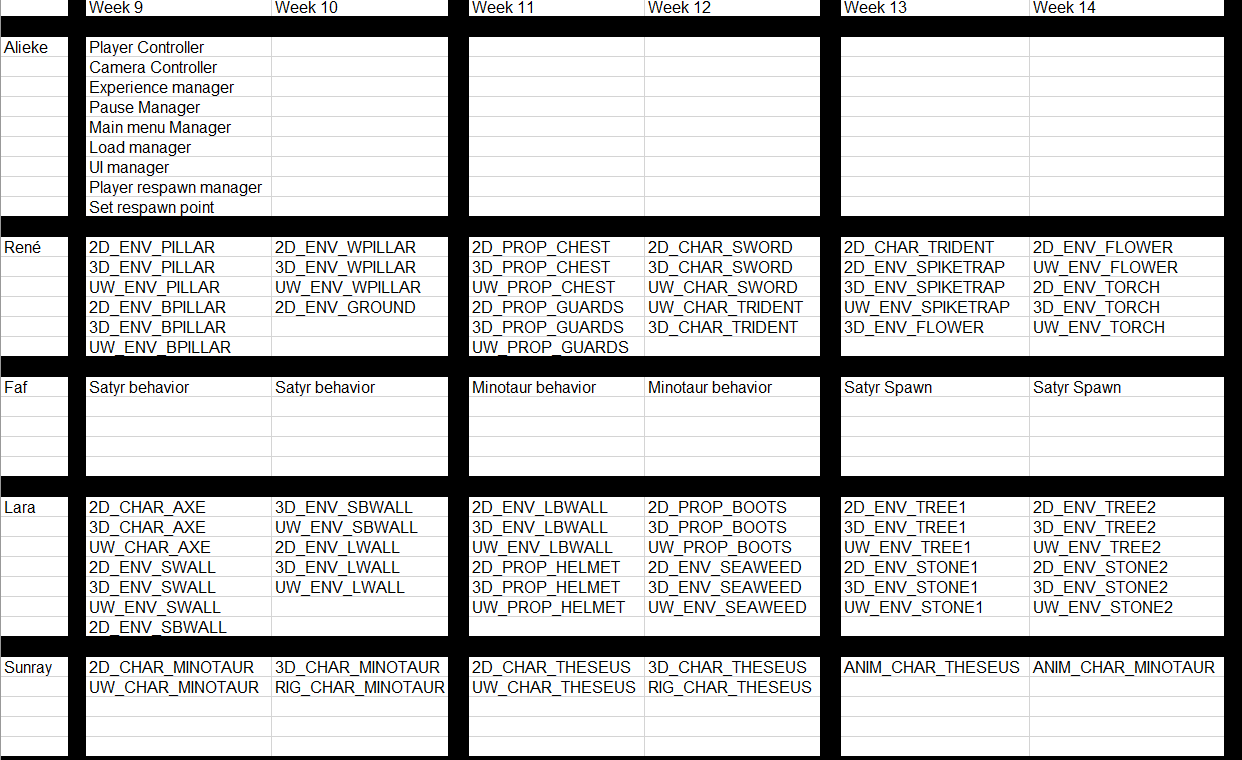 Week 9 Week 10 Week 11 Week 12 Week 13 Week 14
Alieke Player Controller
Camera Controller
Experience manager
Pause Manager
Main menu Manager
Load manager
UI manager
Player respawn manager
Set respawn point
René 2D_ENV_PILLAR 2D_ENV_WPILLAR 2D_PROP_CHEST 2D_CHAR_SWORD 2D_CHAR_TRIDENT 2D_ENV_FLOWER
3D_ENV_PILLAR 3D_ENV_WPILLAR 3D_PROP_CHEST 3D_CHAR_SWORD 2D_ENV_SPIKETRAP UW_ENV_FLOWER
UW_ENV_PILLAR UW_ENV_WPILLAR UW_PROP_CHEST UW_CHAR_SWORD 3D_ENV_SPIKETRAP 2D_ENV_TORCH
2D_ENV_BPILLAR 2D_ENV_GROUND 2D_PROP_GUARDS UW_CHAR_TRIDENT UW_ENV_SPIKETRAP 3D_ENV_TORCH
3D_ENV_BPILLAR 3D_PROP_GUARDS 3D_CHAR_TRIDENT 3D_ENV_FLOWER UW_ENV_TORCH
UW_ENV_BPILLAR UW_PROP_GUARDS
Faf Satyr behavior Satyr behavior Minotaur behavior Minotaur behavior Satyr Spawn Satyr Spawn
Lara 2D_CHAR_AXE 3D_ENV_SBWALL 2D_ENV_LBWALL 2D_PROP_BOOTS 2D_ENV_TREE1 2D_ENV_TREE2
3D_CHAR_AXE UW_ENV_SBWALL 3D_ENV_LBWALL 3D_PROP_BOOTS 3D_ENV_TREE1 3D_ENV_TREE2
UW_CHAR_AXE 2D_ENV_LWALL UW_ENV_LBWALL UW_PROP_BOOTS UW_ENV_TREE1 UW_ENV_TREE2
2D_ENV_SWALL 3D_ENV_LWALL 2D_PROP_HELMET 2D_ENV_SEAWEED 2D_ENV_STONE1 2D_ENV_STONE2
3D_ENV_SWALL UW_ENV_LWALL 3D_PROP_HELMET 3D_ENV_SEAWEED 3D_ENV_STONE1 3D_ENV_STONE2
UW_ENV_SWALL UW_PROP_HELMET UW_ENV_SEAWEED UW_ENV_STONE1 UW_ENV_STONE2
2D_ENV_SBWALL
Sunray 2D_CHAR_MINOTAUR 3D_CHAR_MINOTAUR 2D_CHAR_THESEUS 3D_CHAR_THESEUS ANIM_CHAR_THESEUS ANIM_CHAR_MINOTAUR
UW_CHAR_MINOTAUR RIG_CHAR_MINOTAUR UW_CHAR_THESEUS RIG_CHAR_THESEUS